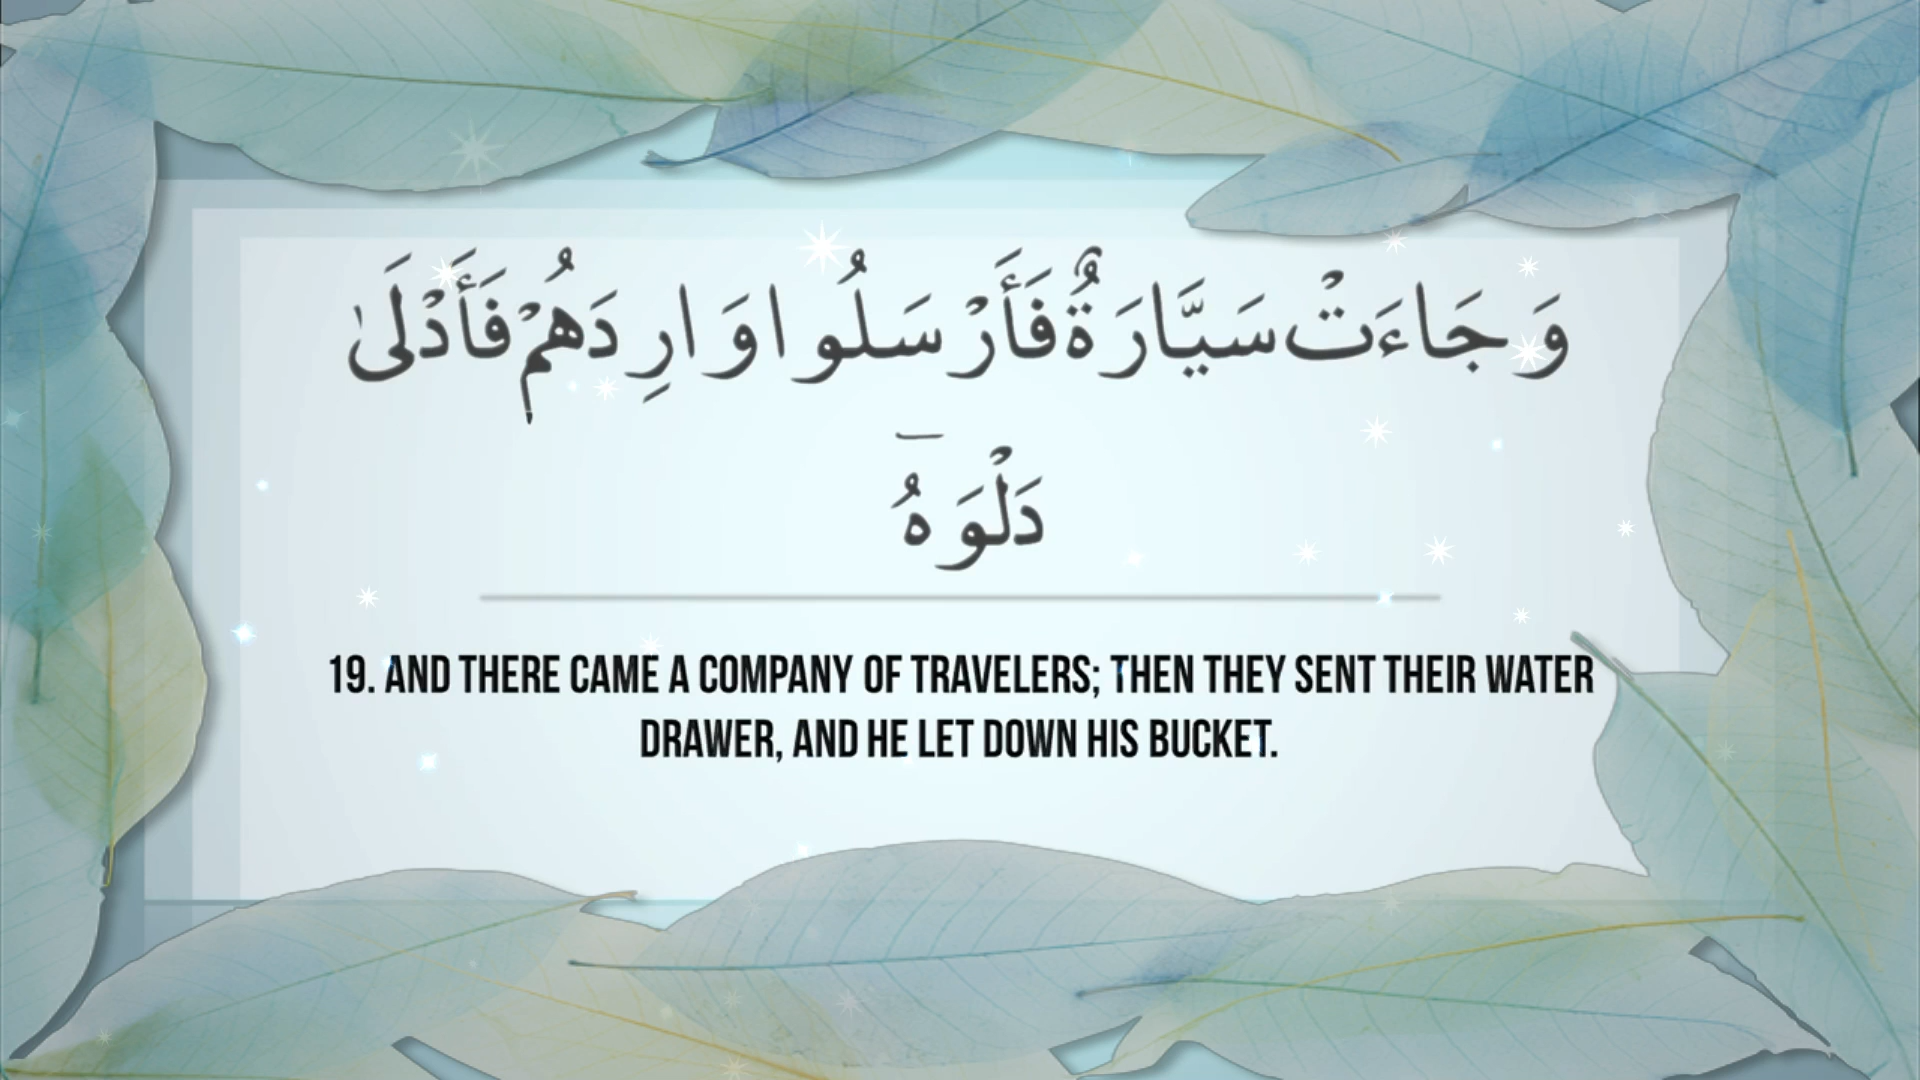 وَجَاءَتْ سَيَّارَةٌ فَأَرْسَلُوا وَارِدَهُمْ فَأَدْلَىٰ
دَلْوَهُ ۖ
19. AND THERE CAME A COMPANY OF TRAVELERS; THEN THEY SENT THEIR WATER
DRAWER, AND HE LET DOWN HIS BUCKET.